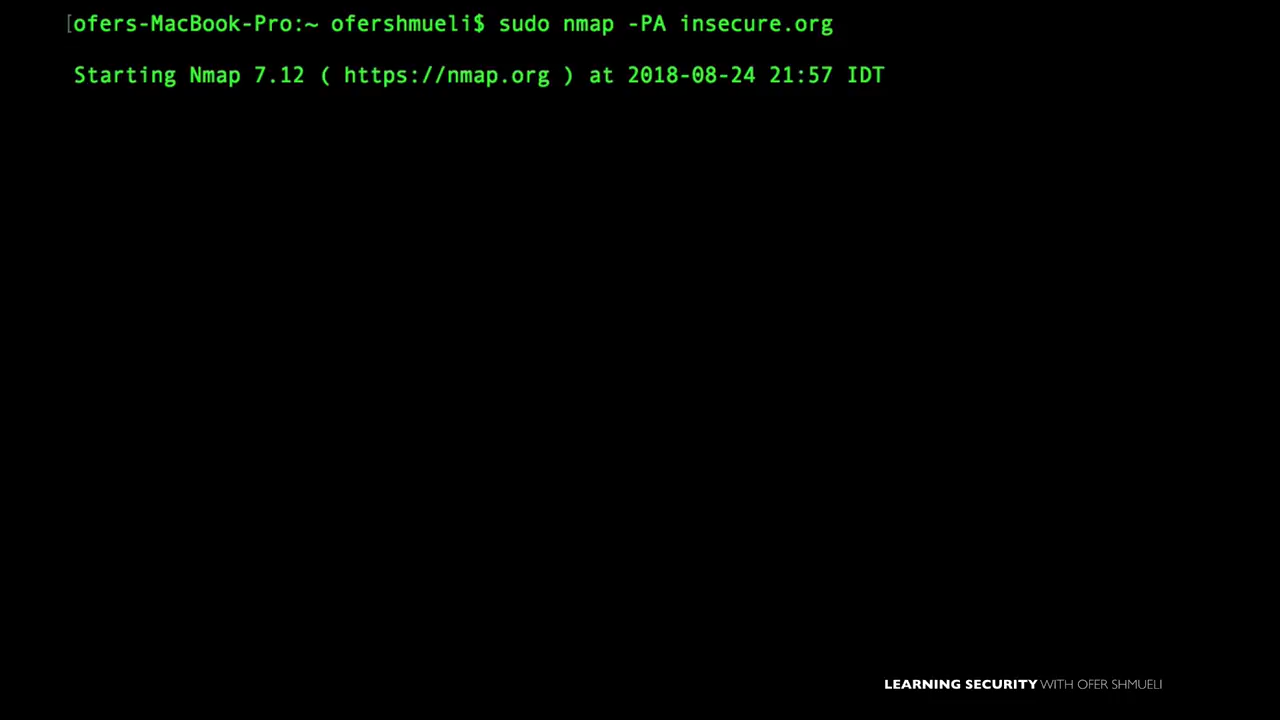 [ofers-MacBook-Pro:~ ofershmueli$ sudo nmap -PA insecure.org
Starting Nmap 7.12 ( https://nmap.org ) at 2018-08-24 21:57 IDT
LEARNING SECURITY WITH OFER SHMUELI